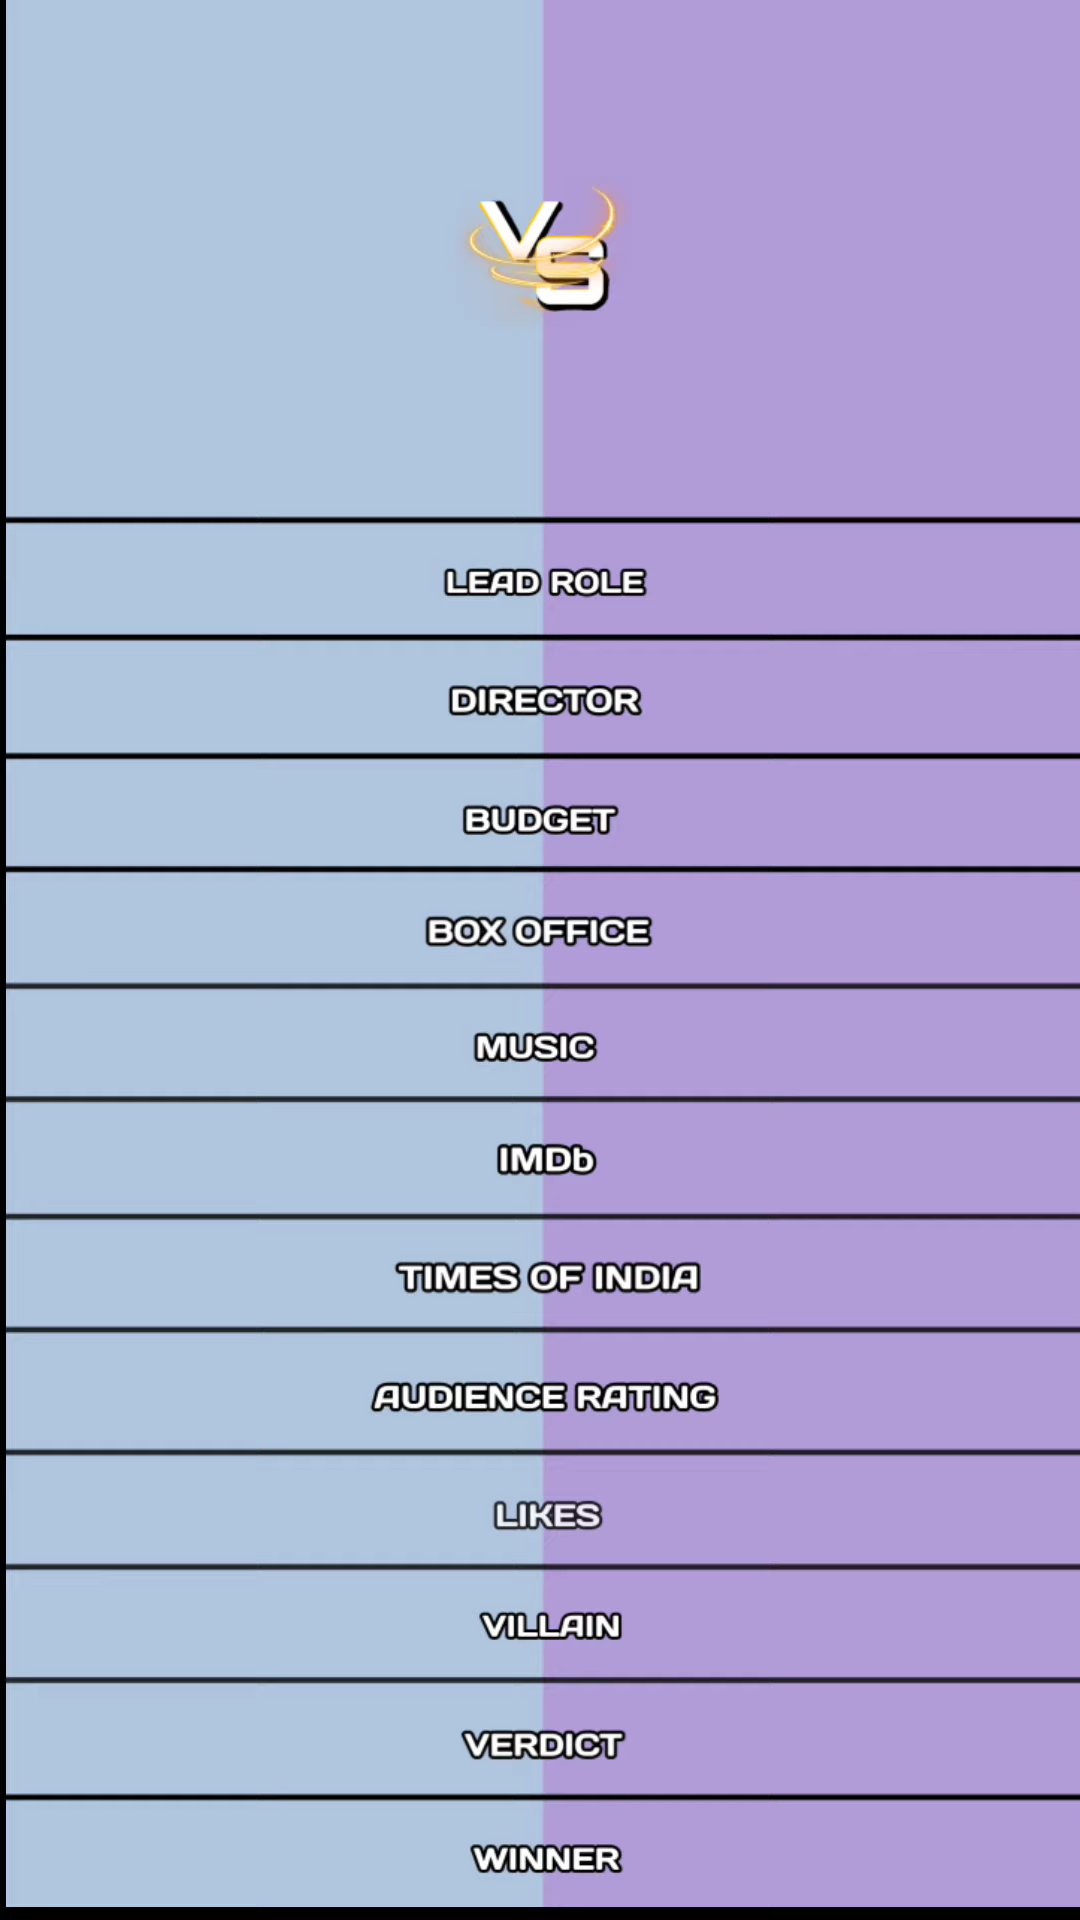 VS
LEAD ROLE
DIRECTOR
BUDGET
BOX OFFICE
MUSIC
IMDb
TIMES OF INDIA
AUDIENCE RATING
LIKES
VILLAIN
VERDICT
WINNER